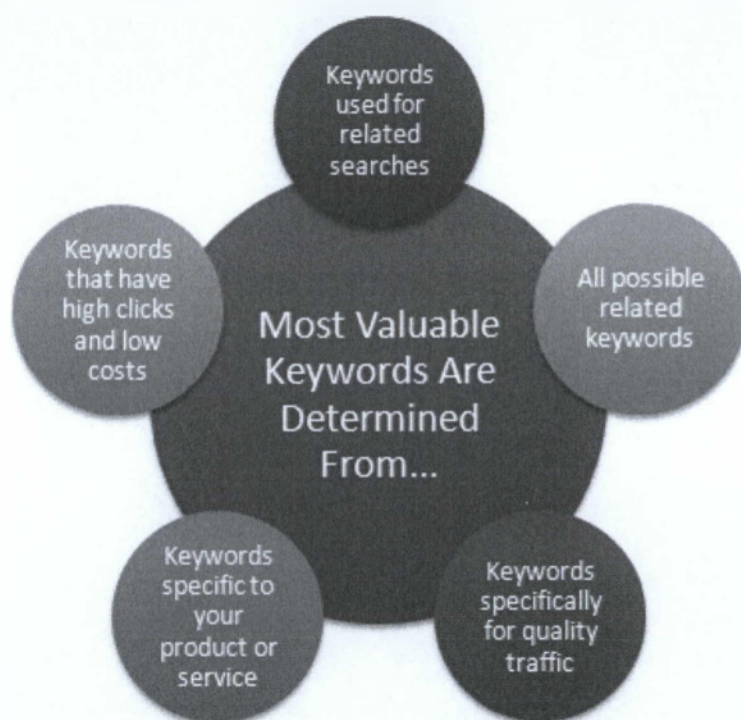 Keywords
used for
related
searches
All possible
related
keywords
Keywords
specifically
for quality
traffic
Keywords
specific to
your
product or
service
Keywords
that have
high clicks
and low
costs
Most Valuable
Keywords Are
Determined
From...